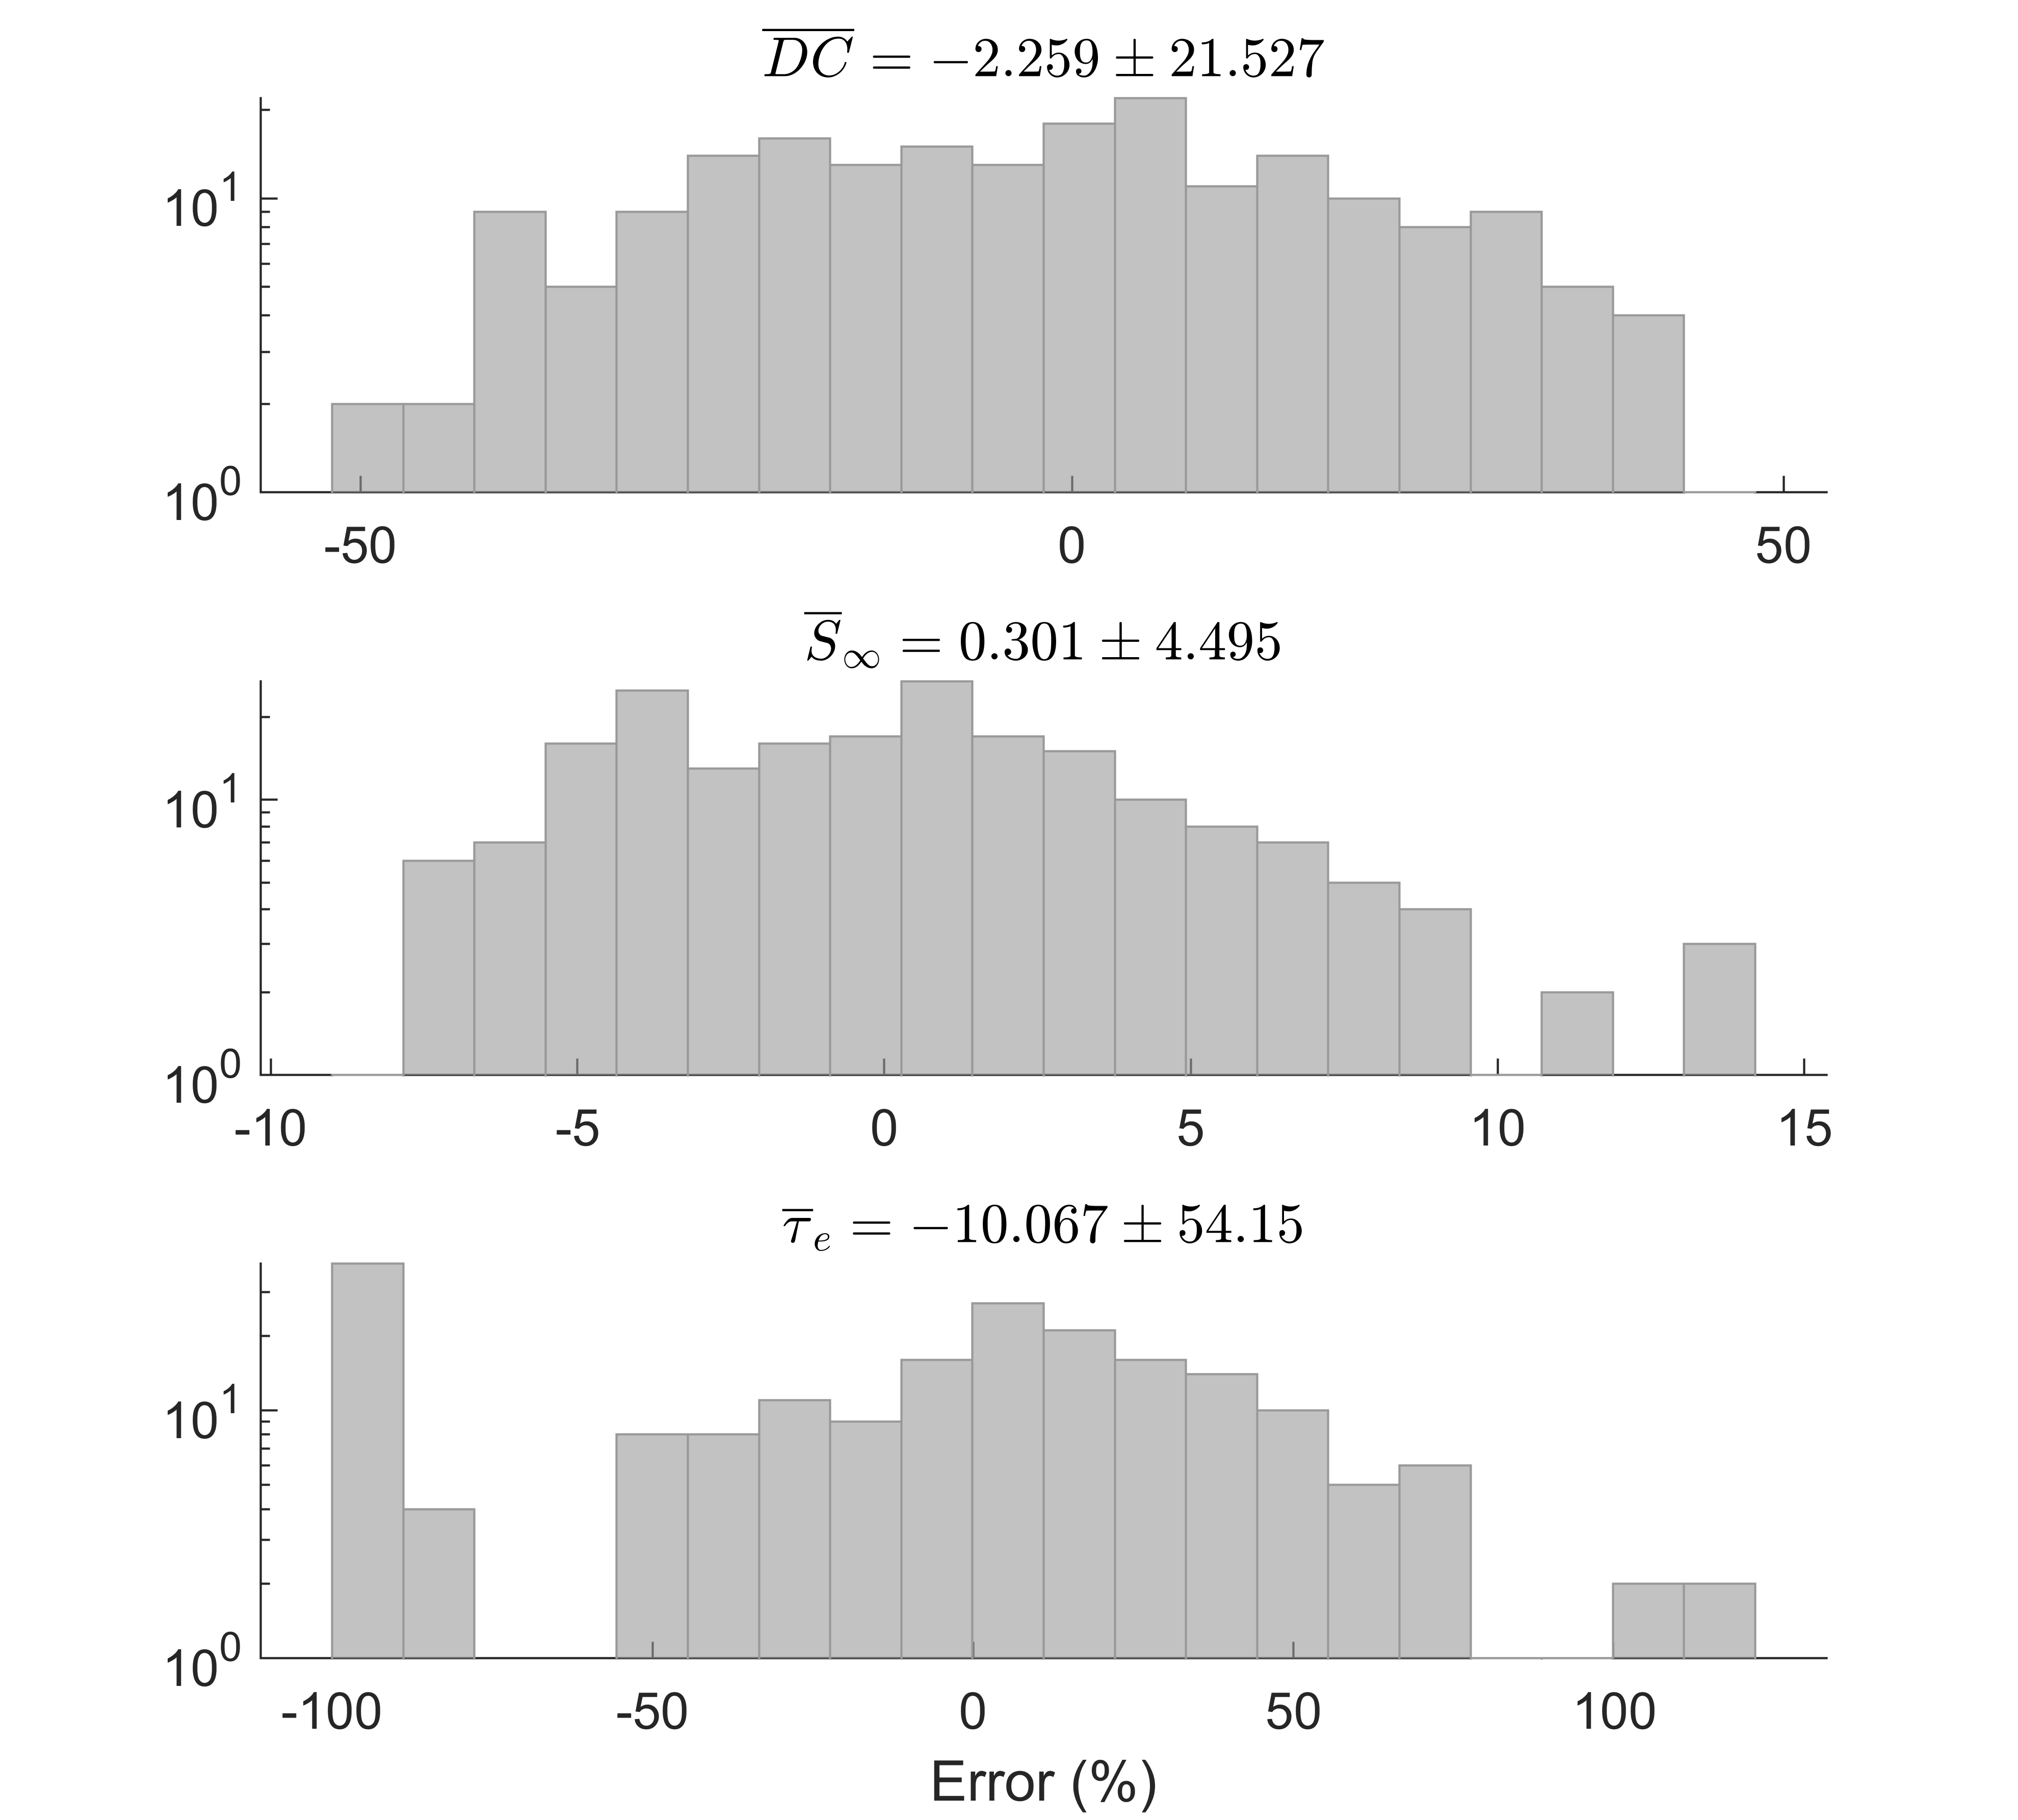 $\overline{DC} = -2.259 \pm 21.527$
10^1
10^0
-50 0 50
$\overline{S}_\infty = 0.301 \pm 4.495$
10^1
10^0
-10 -5 0 5 10 15
$\overline{\tau}_e = -10.067 \pm 54.15$
10^1
10^0
-100 -50 0 50 100
Error (%)